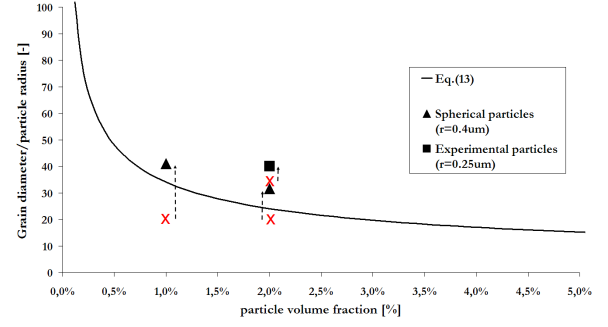 Grain diameter/particle radius [-]
100
90
80
70
60
50
40
30
20
10
0
0,0% 0,5% 1,0% 1,5% 2,0% 2,5% 3,0% 3,5% 4,0% 4,5% 5,0%
particle volume fraction [%]
Eq.(13)
Spherical particles
(r=0.4um)
Experimental particles
(r=0.25um)
X
X
X
X